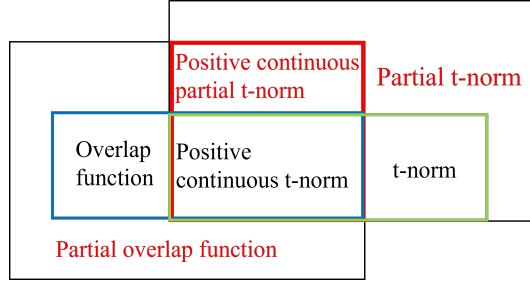 Positive continuous
partial t-norm
Partial t-norm
Overlap
function
Positive
continuous t-norm
t-norm
Partial overlap function